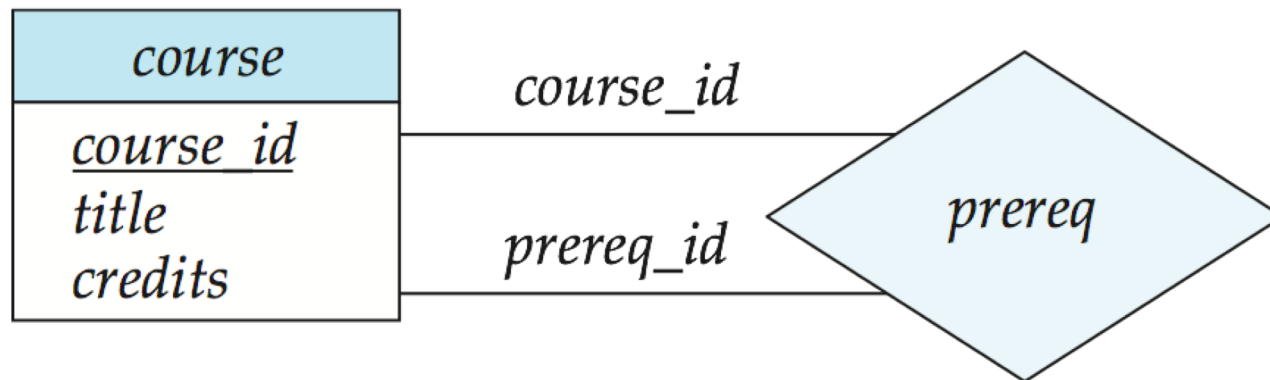 course
course_id
title
credits
course_id
prereq_id
prereq